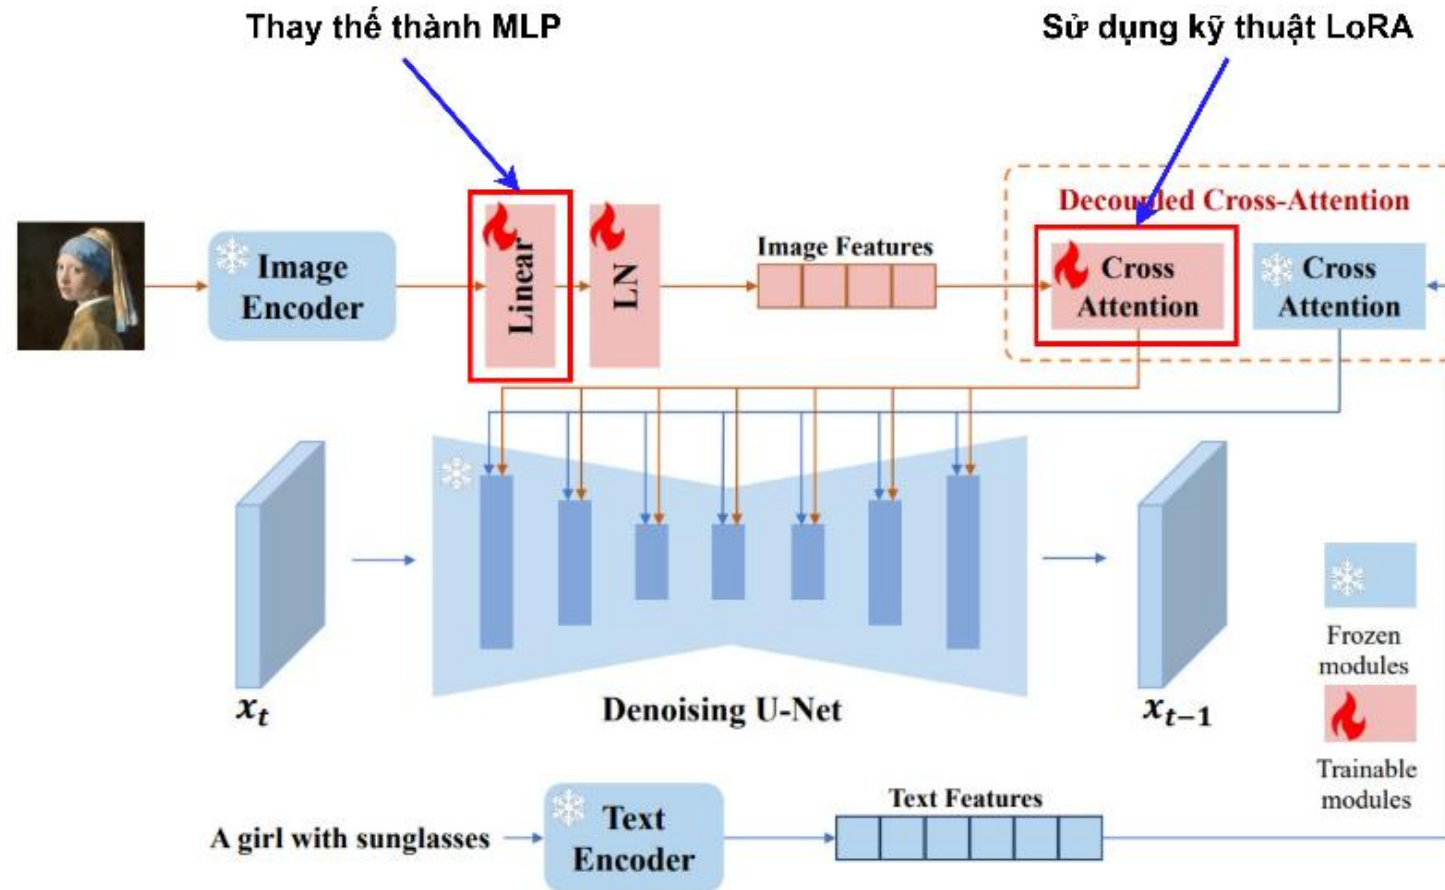 Thay thế thành MLP
Sử dụng kỹ thuật LoRA
Decoupled Cross-Attention
Image
Encoder
Linear
LN
Image Features
Cross
Attention
Cross
Attention
x_t
Denoising U-Net
x_{t-1}
Frozen
modules
Trainable
modules
A girl with sunglasses
Text
Encoder
Text Features